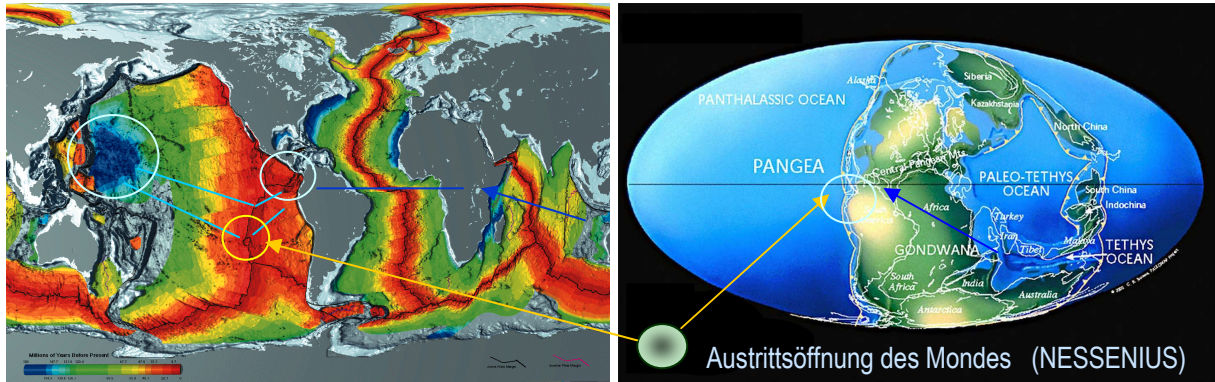 Millions of Years Before Present
PANTHALASSIC OCEAN
Alaska
Siberia
Kazakhstania
North China
PANGEA
Central Pangean Mts.
PALEO-TETHYS
OCEAN
South China
Indochina
Africa
Turkey
Iran
Tibet
Malaya
GONDWANA
TETHYS
OCEAN
South
Africa
India
Australia
Antarctica
Austrittsöffnung des Mondes (NESSENIUS)